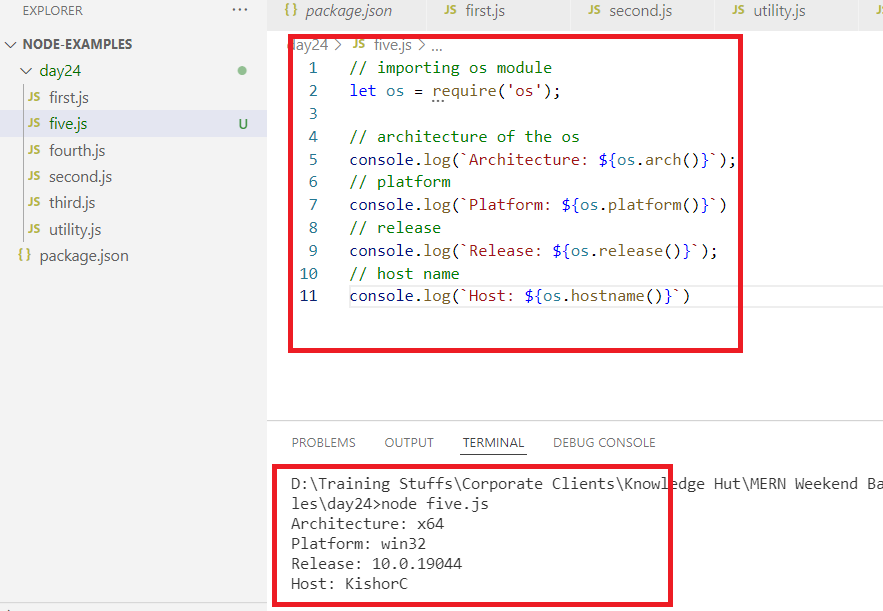 EXPLORER ...
NODE-EXAMPLES
day24
JS first.js
JS five.js U
JS fourth.js
JS second.js
JS third.js
JS utility.js
{} package.json
{} package.json JS first.js JS second.js JS utility.js
day24 > JS five.js > ...
1 // importing os module
2 let os = require('os');
3
4 // architecture of the os
5 console.log(`Architecture: ${os.arch()}`);
6 // platform
7 console.log(`Platform: ${os.platform()}`)
8 // release
9 console.log(`Release: ${os.release()}`);
10 // host name
11 console.log(`Host: ${os.hostname()}`)
PROBLEMS OUTPUT TERMINAL DEBUG CONSOLE
D:\Training Stuffs\Corporate Clients\Knowledge Hut\MERN Weekend Ba
les\day24>node five.js
Architecture: x64
Platform: win32
Release: 10.0.19044
Host: KishorC